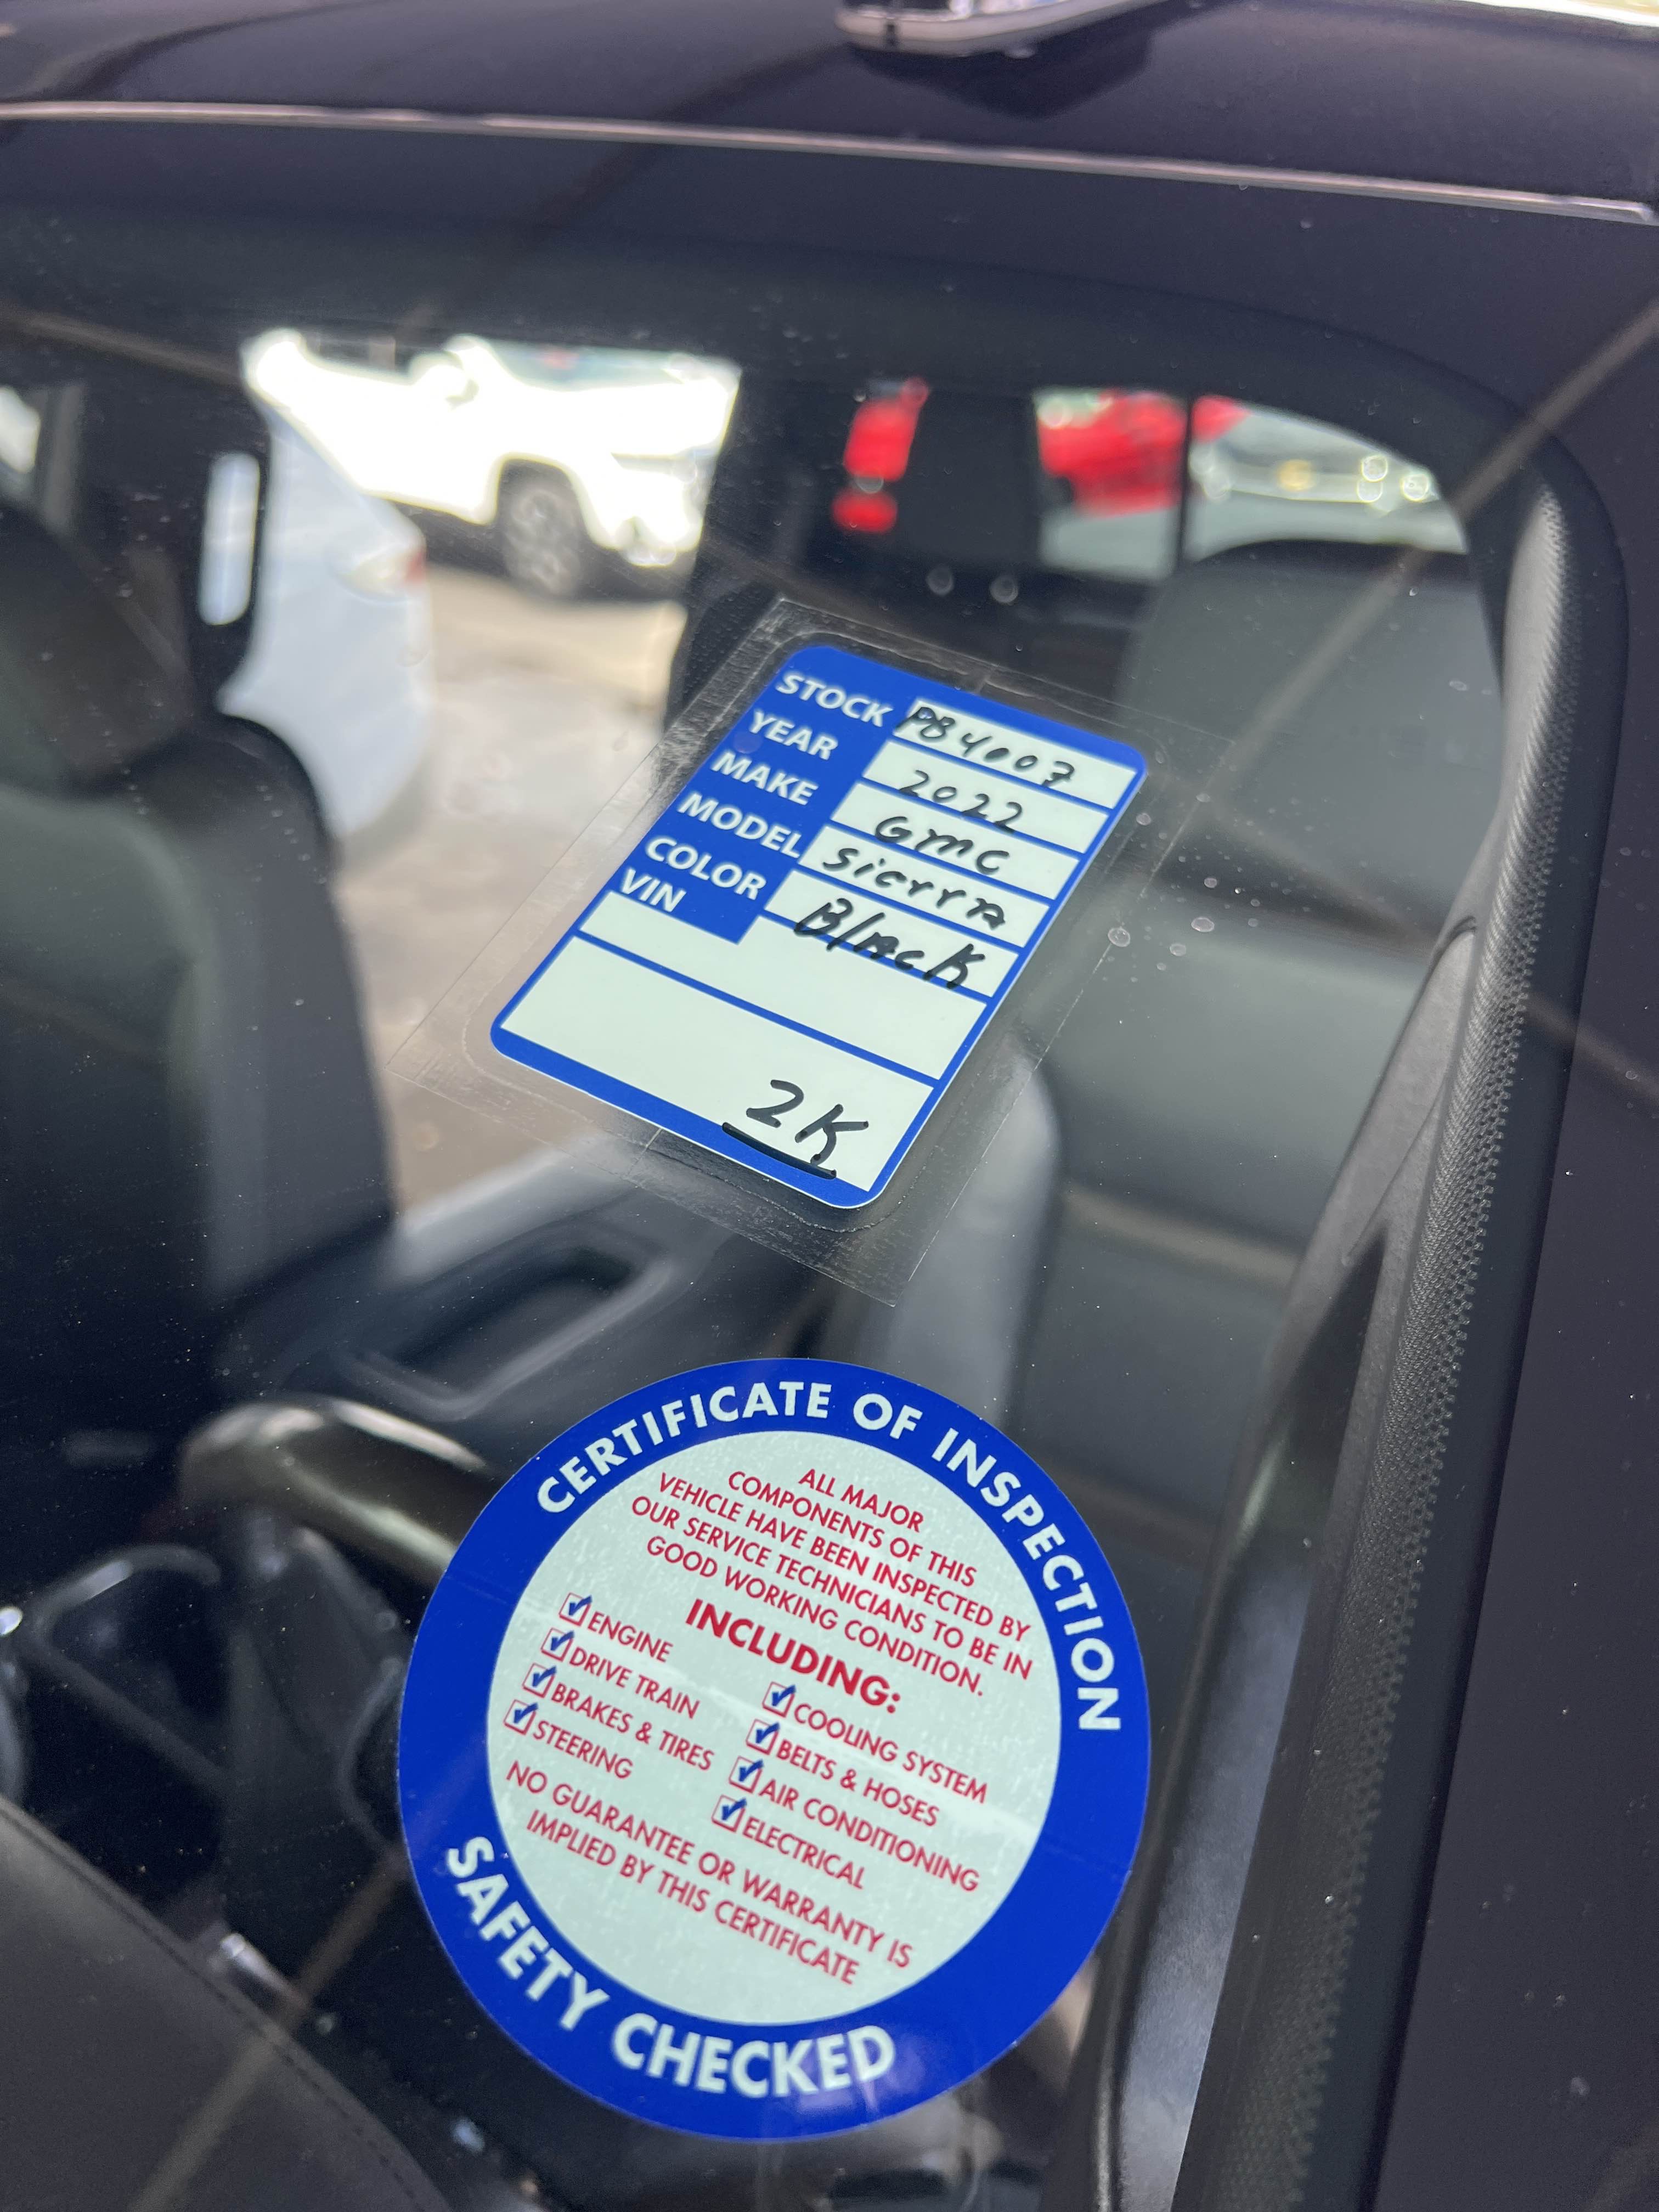 STOCK PB4007
YEAR 2022
MAKE GMC
MODEL Sierra
COLOR Black
VIN
2K
CERTIFICATE OF INSPECTION
ALL MAJOR
COMPONENTS OF THIS
VEHICLE HAVE BEEN INSPECTED BY
OUR SERVICE TECHNICIANS TO BE IN
GOOD WORKING CONDITION.
INCLUDING:
ENGINE
DRIVE TRAIN
BRAKES & TIRES
STEERING
COOLING SYSTEM
BELTS & HOSES
AIR CONDITIONING
ELECTRICAL
NO GUARANTEE OR WARRANTY IS
IMPLIED BY THIS CERTIFICATE
SAFETY CHECKED